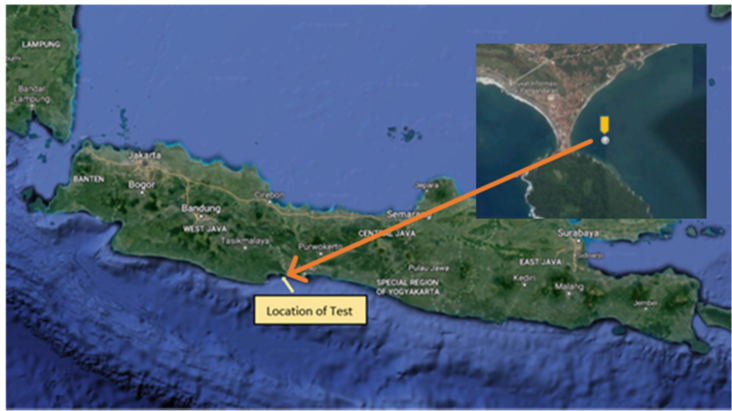 LAMPUNG
Bandar
Lampung
Jakarta
BANTEN
Bogor
Cirebon
Bandung
WEST JAVA
Tasikmalaya
Jepara
Semarang
CENTRAL JAVA
Purwokerto
Pulau Jawa
SPECIAL REGION
OF YOGYAKARTA
Surabaya
EAST JAVA
Kediri
Malang
Jember
Location of Test